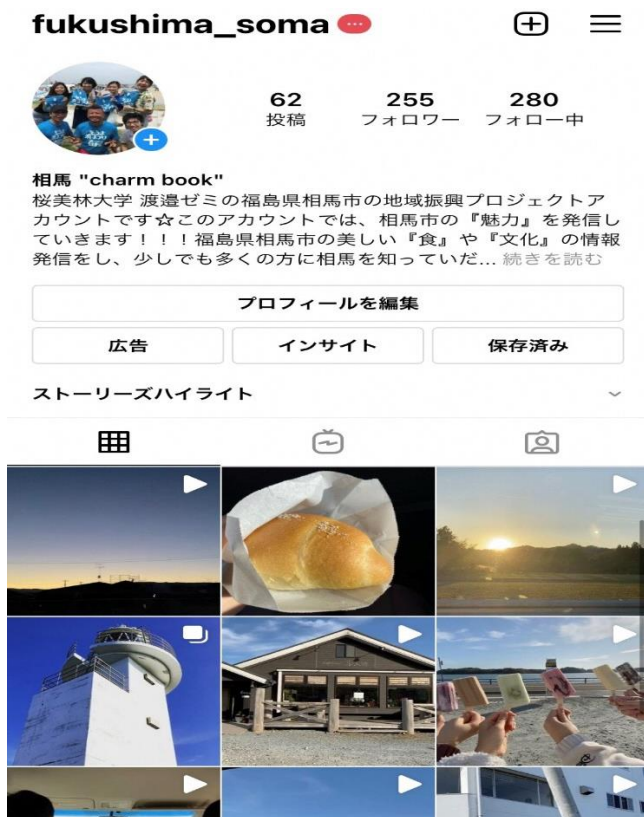 fukushima_soma
62 255 280
投稿 フォロワー フォロー中
相馬 "charm book"
桜美林大学 渡邉ゼミの福島県相馬市の地域振興プロジェクトア
カウントです☆このアカウントでは、相馬市の『魅力』を発信し
ていきます！！！福島県相馬市の美しい『食』や『文化』の情報
発信をし、少しでも多くの方に相馬を知っていだ... 続きを読む
プロフィールを編集
広告 インサイト 保存済み
ストーリーズハイライト